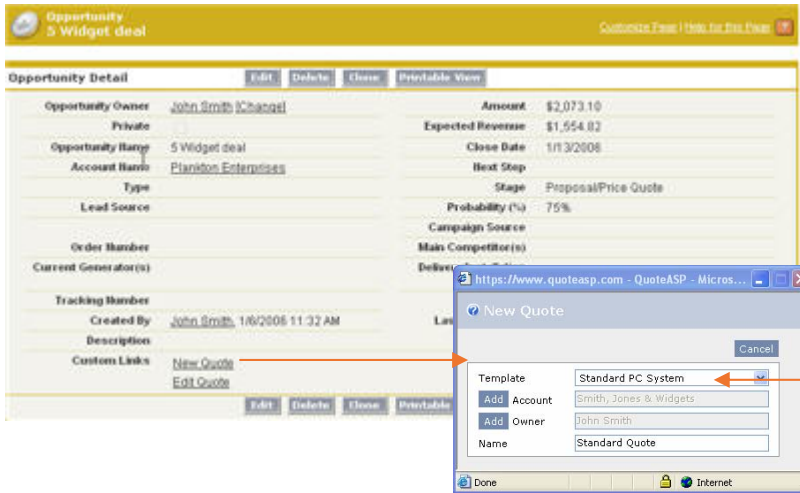 Opportunity
5 Widget deal
Customize Page | Help for this Page
Opportunity Detail
Edit Delete Clone Printable View
Opportunity Owner John Smith [Change]
Amount $2,073.10
Private
Expected Revenue $1,554.82
Opportunity Name 5 Widget deal
Close Date 1/13/2006
Account Name Plankton Enterprises
Next Step
Type
Stage Proposal/Price Quote
Lead Source
Probability (%) 75%
Campaign Source
Order Number
Main Competitor(s)
Current Generator(s)
Tracking Number
Created By John Smith, 1/6/2006 11:32 AM
Las
Description
Custom Links New Quote
Edit Quote
Edit Delete Clone Printable
https://www.quoteasp.com - QuoteASP - Micros...
New Quote
Cancel
Template Standard PC System
Add Account Smith, Jones & Widgets
Add Owner John Smith
Name Standard Quote
Done Internet